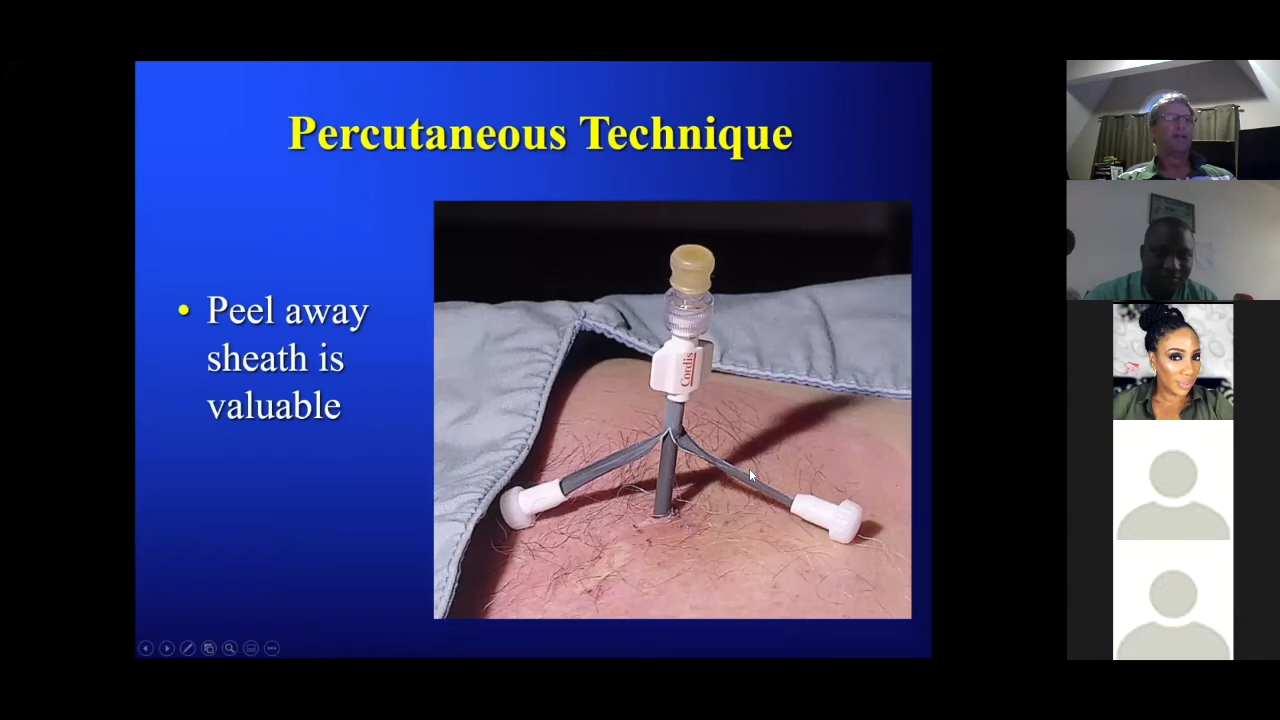 Percutaneous Technique
• Peel away
sheath is
valuable
Cordis